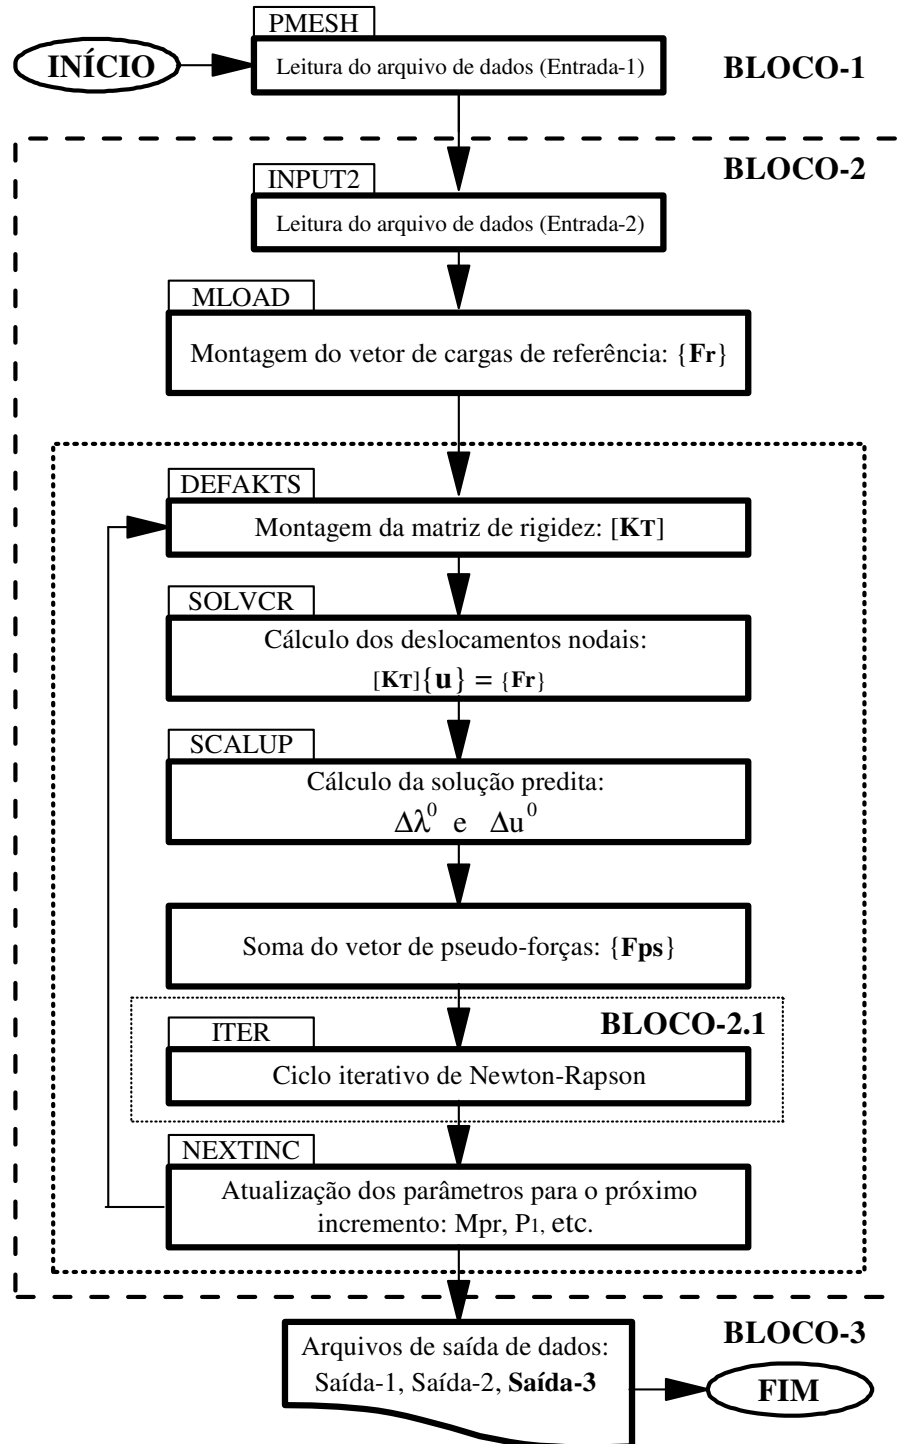 PMESH
INÍCIO
Leitura do arquivo de dados (Entrada-1)
BLOCO-1
BLOCO-2
INPUT2
Leitura do arquivo de dados (Entrada-2)
MLOAD
Montagem do vetor de cargas de referência: {Fr}
DEFAKTS
Montagem da matriz de rigidez: [KT]
SOLVCR
Cálculo dos deslocamentos nodais:
[KT]{u} = {Fr}
SCALUP
Cálculo da solução predita:
Δλ⁰ e Δu⁰
Soma do vetor de pseudo-forças: {Fps}
BLOCO-2.1
ITER
Ciclo iterativo de Newton-Rapson
NEXTINC
Atualização dos parâmetros para o próximo
incremento: Mpr, P1, etc.
BLOCO-3
Arquivos de saída de dados:
Saída-1, Saída-2, Saída-3
FIM